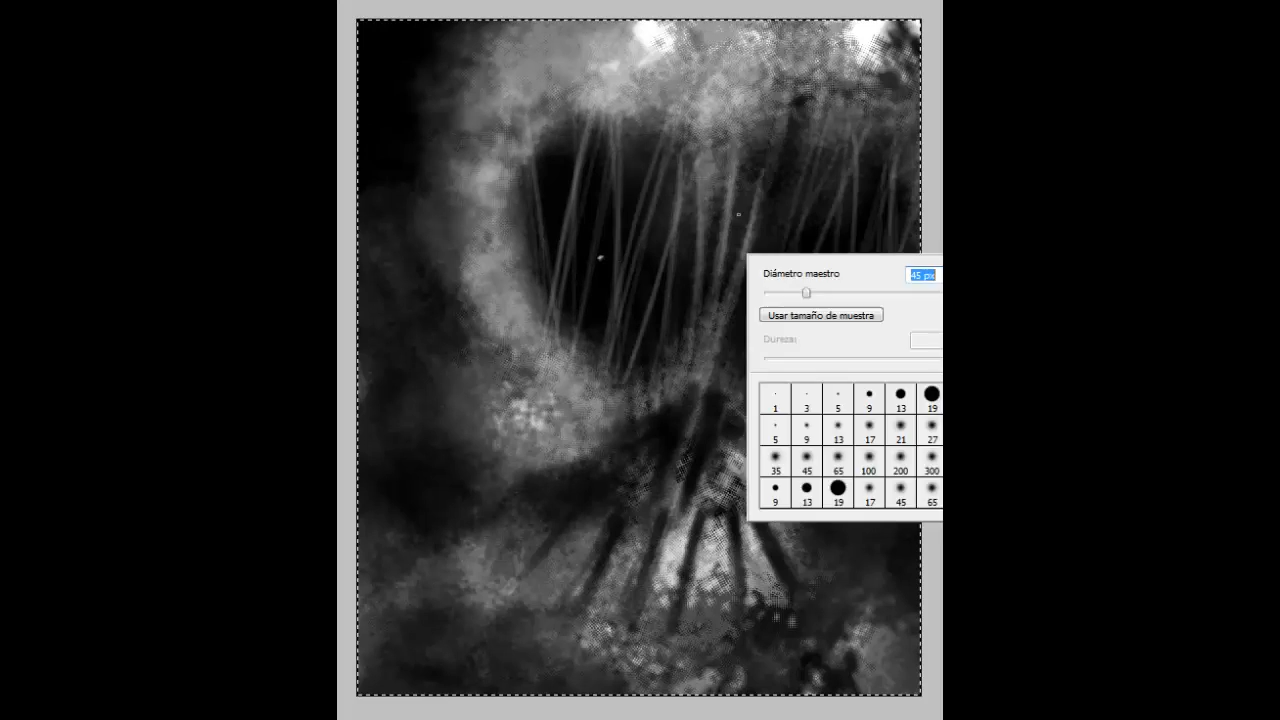 Diámetro maestro
45 px
Usar tamaño de muestra
Dureza:
1 3 5 9 13 19
5 9 13 17 21 27
35 45 65 100 200 300
9 13 19 17 45 65